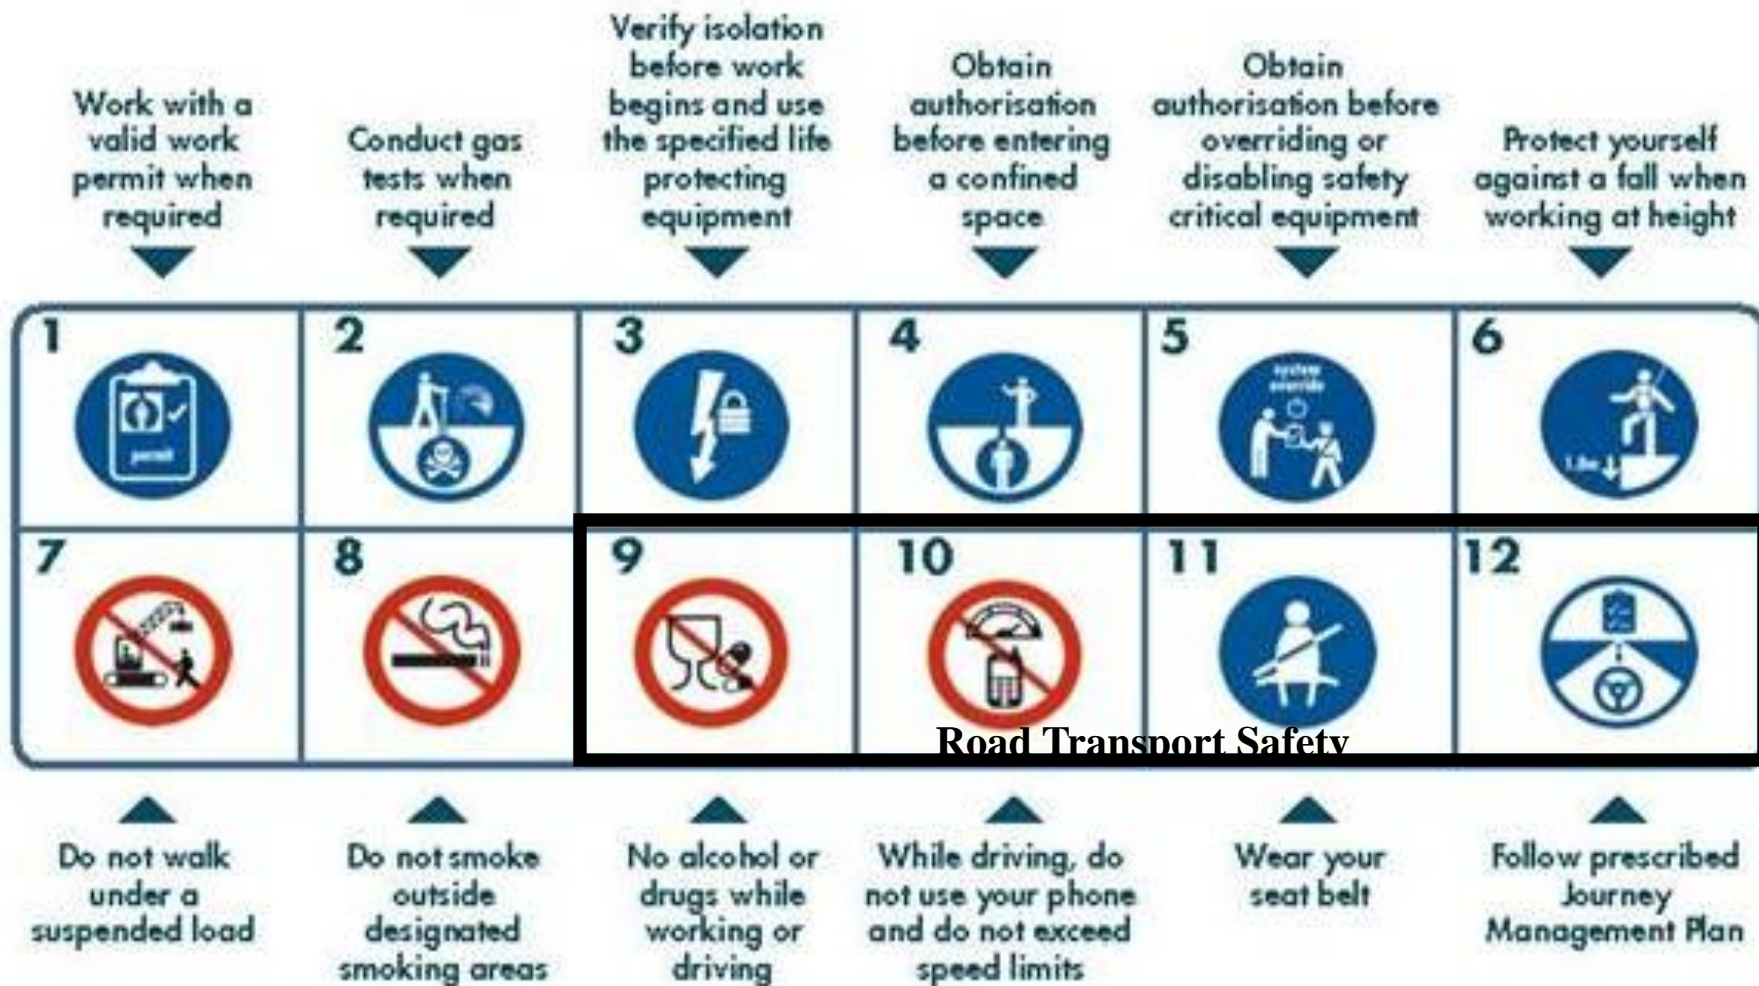 Work with a
valid work
permit when
required
Conduct gas
tests when
required
Verify isolation
before work
begins and use
the specified life
protecting
equipment
Obtain
authorisation
before entering
a confined
space
Obtain
authorisation before
overriding or
disabling safety
critical equipment
Protect yourself
against a fall when
working at height
1
permit
2
3
4
5
system
override
6
7
8
9
10
11
12
Road Transport Safety
Do not walk
under a
suspended load
Do not smoke
outside
designated
smoking areas
No alcohol or
drugs while
working or
driving
While driving, do
not use your phone
and do not exceed
speed limits
Wear your
seat belt
Follow prescribed
Journey
Management Plan